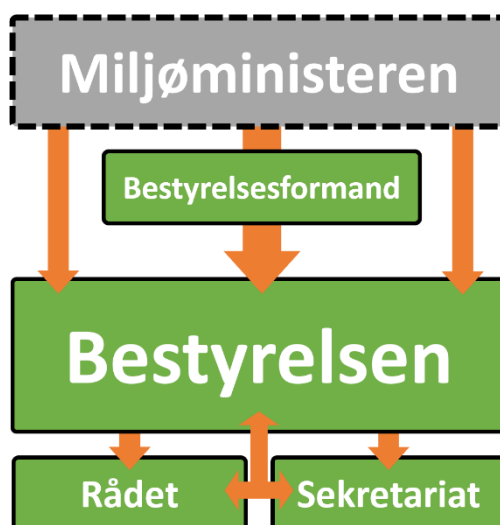 Miljøministeren
Bestyrelsesformand
Bestyrelsen
Rådet
Sekretariat